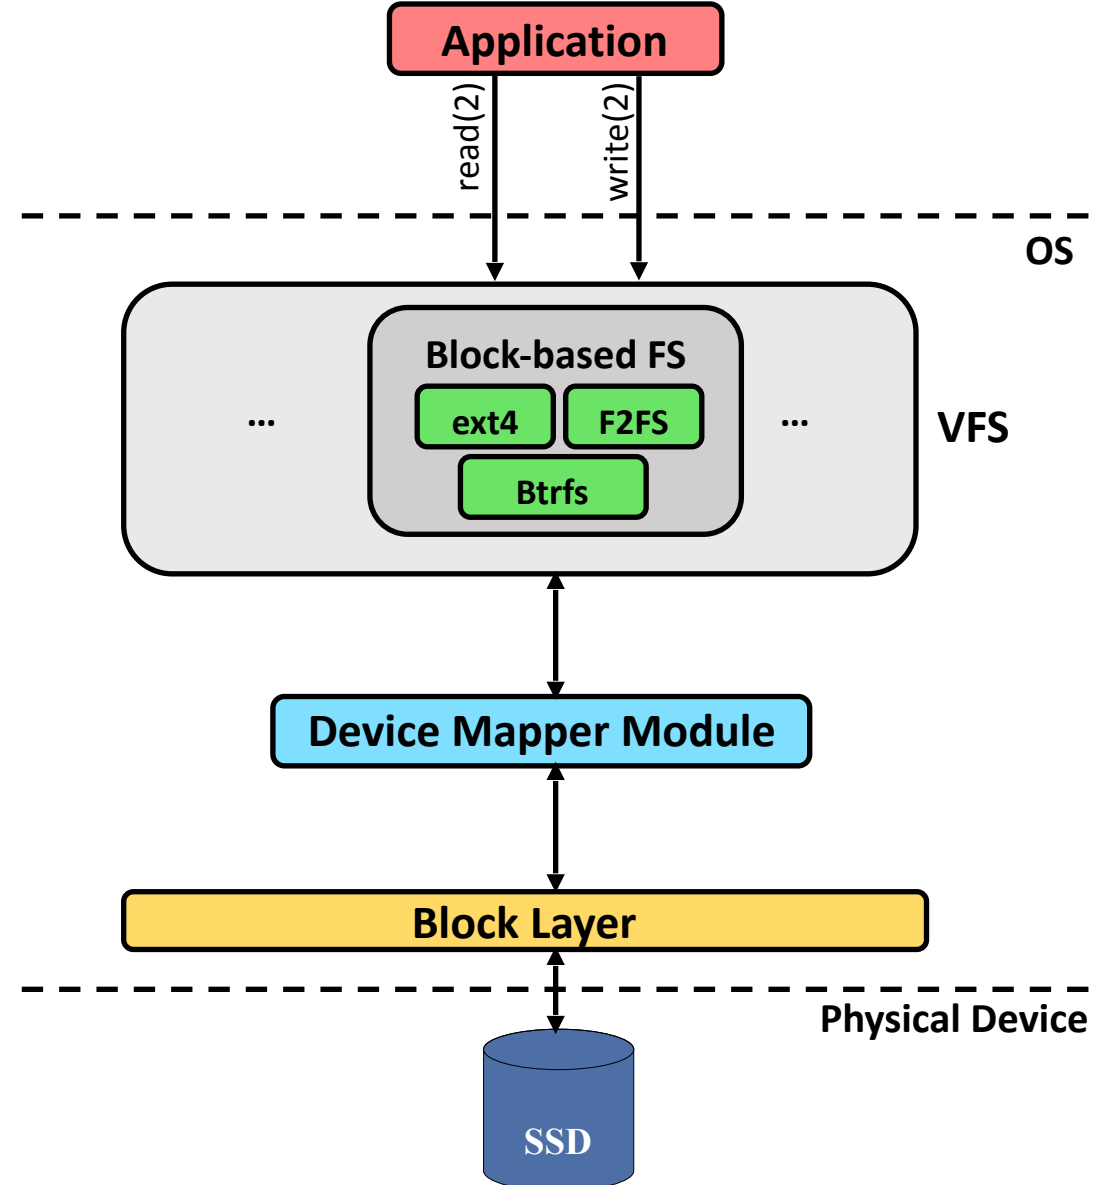 Application
read(2)
write(2)
OS
Block-based FS
... ext4 F2FS ... VFS
Btrfs
Device Mapper Module
Block Layer
Physical Device
SSD